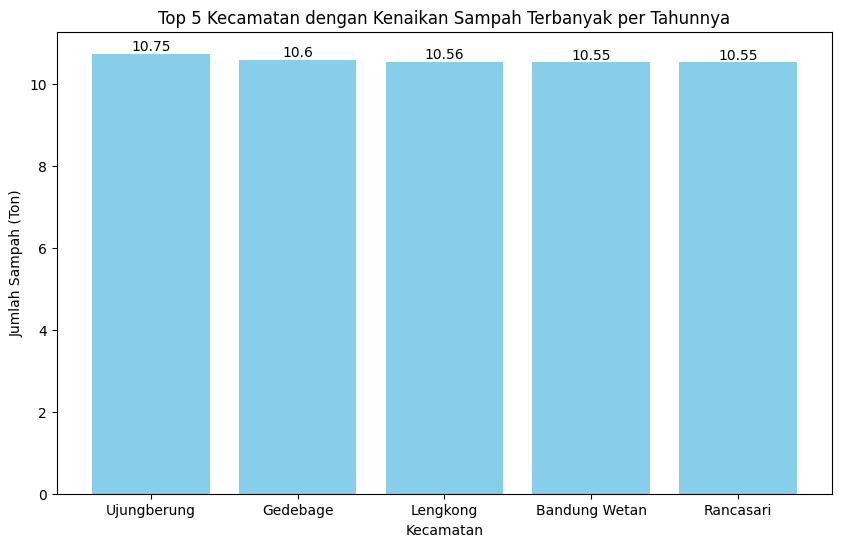 Top 5 Kecamatan dengan Kenaikan Sampah Terbanyak per Tahunnya
10.75
10.6
10.56
10.55
10.55
10
8
6
4
2
0
Jumlah Sampah (Ton)
Ujungberung
Gedebage
Lengkong
Bandung Wetan
Rancasari
Kecamatan